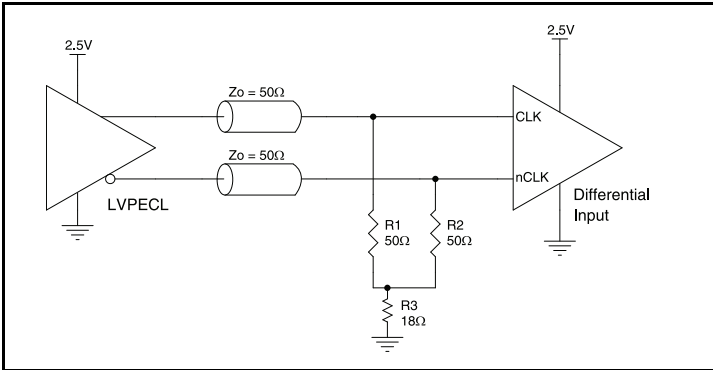 2.5V
2.5V
Zo = 50Ω
CLK
Zo = 50Ω
nCLK
LVPECL
Differential
Input
R1
50Ω
R2
50Ω
R3
18Ω